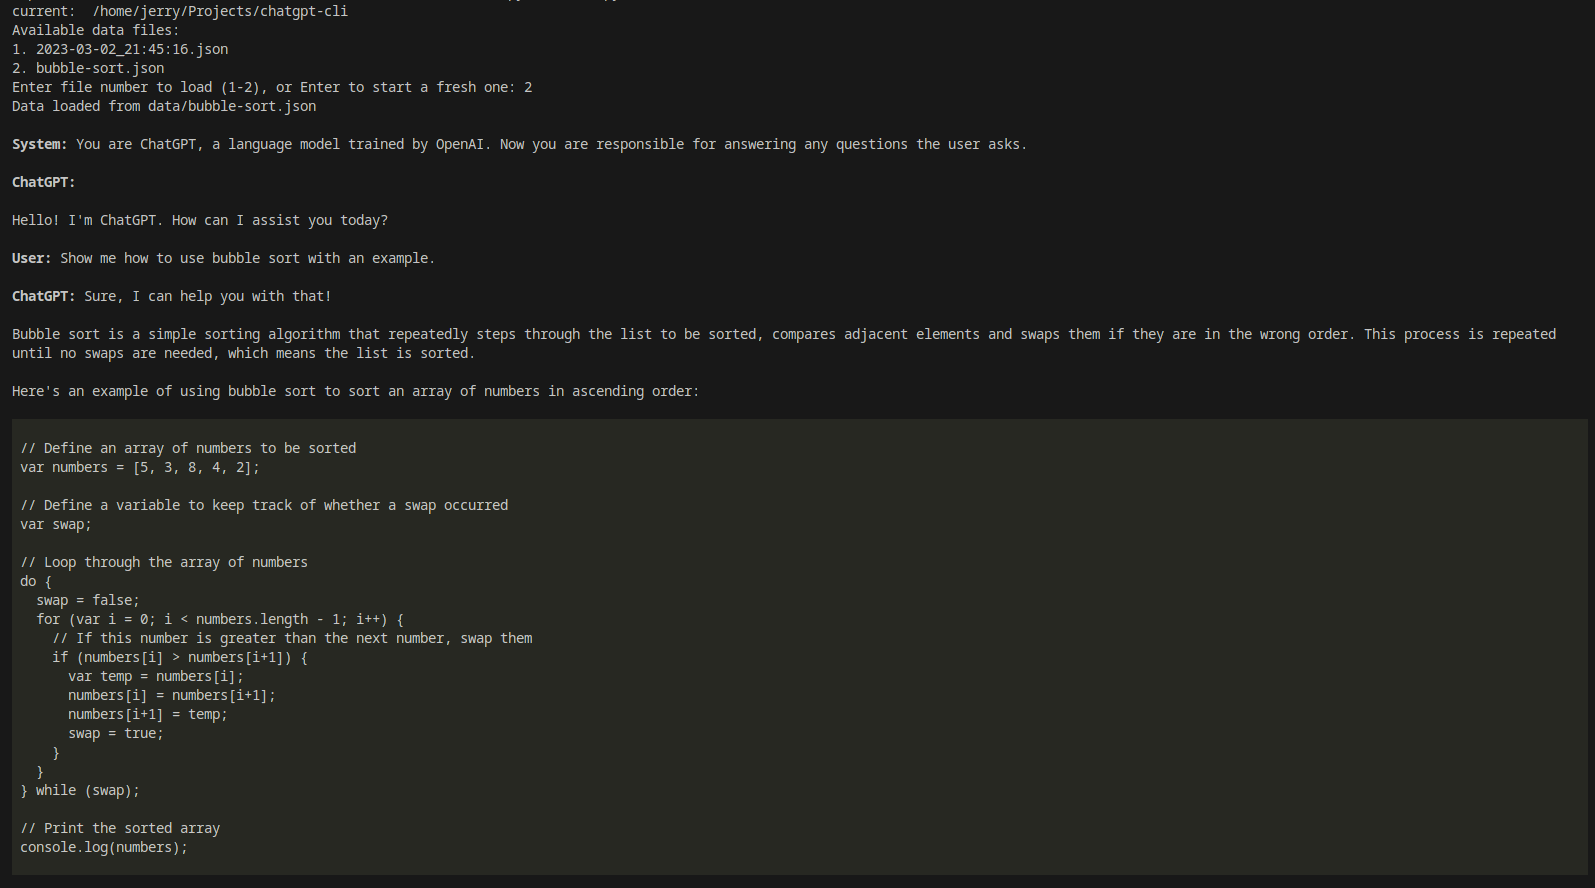 current:  /home/jerry/Projects/chatgpt-cli
Available data files:
1. 2023-03-02_21:45:16.json
2. bubble-sort.json
Enter file number to load (1-2), or Enter to start a fresh one: 2
Data loaded from data/bubble-sort.json
System: You are ChatGPT, a language model trained by OpenAI. Now you are responsible for answering any questions the user asks.
ChatGPT:
Hello! I'm ChatGPT. How can I assist you today?
User: Show me how to use bubble sort with an example.
ChatGPT: Sure, I can help you with that!
Bubble sort is a simple sorting algorithm that repeatedly steps through the list to be sorted, compares adjacent elements and swaps them if they are in the wrong order. This process is repeated
until no swaps are needed, which means the list is sorted.
Here's an example of using bubble sort to sort an array of numbers in ascending order:
// Define an array of numbers to be sorted
var numbers = [5, 3, 8, 4, 2];
// Define a variable to keep track of whether a swap occurred
var swap;
// Loop through the array of numbers
do {
  swap = false;
  for (var i = 0; i < numbers.length - 1; i++) {
    // If this number is greater than the next number, swap them
    if (numbers[i] > numbers[i+1]) {
      var temp = numbers[i];
      numbers[i] = numbers[i+1];
      numbers[i+1] = temp;
      swap = true;
    }
  }
} while (swap);
// Print the sorted array
console.log(numbers);